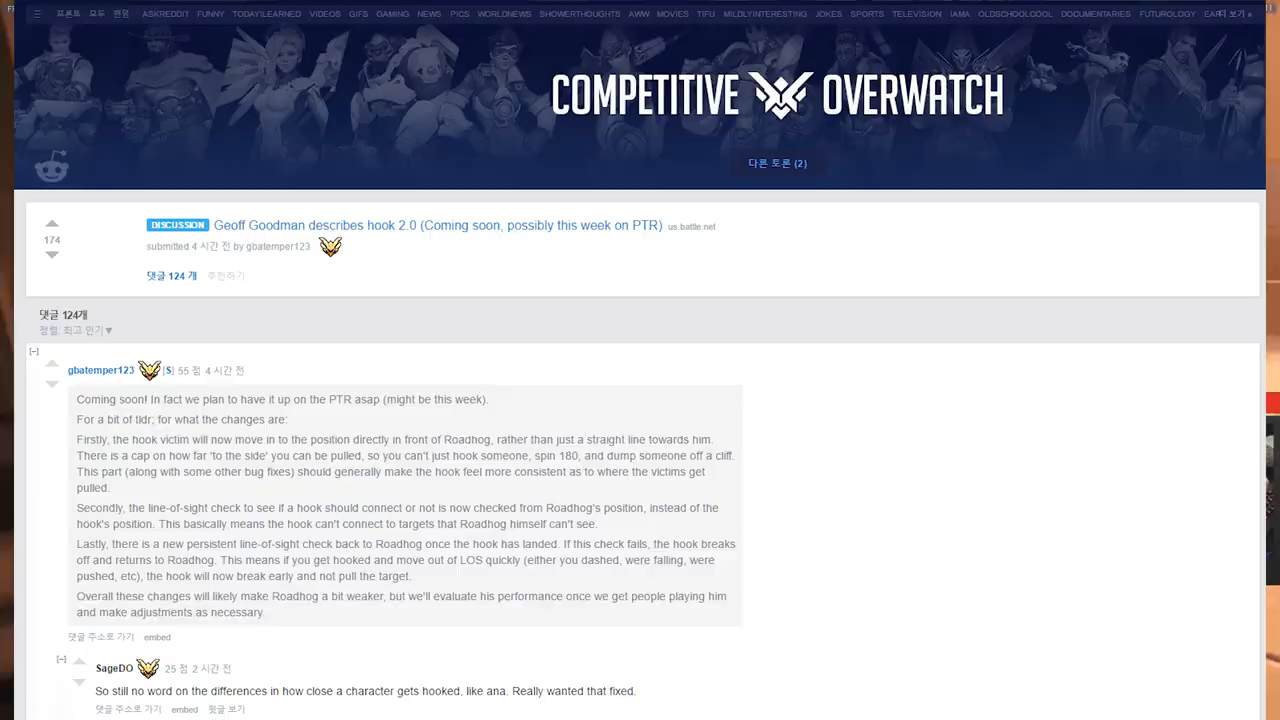 프론트 모두 랜덤 ASKREDDIT FUNNY TODAYILEARNED VIDEOS GIFS GAMING NEWS PICS WORLDNEWS SHOWERTHOUGHTS AWW MOVIES TIFU MILDLYINTERESTING JOKES SPORTS TELEVISION IAMA OLDSCHOOLCOOL DOCUMENTARIES FUTUROLOGY 더 보기 »
COMPETITIVE OVERWATCH
다른 토론 (2)
DISCUSSION Geoff Goodman describes hook 2.0 (Coming soon, possibly this week on PTR) us.battle.net
174
submitted 4 시간 전 by gbatemper123
댓글 124 개 추천하기
댓글 124개
정렬: 최고 인기▼
[–]
gbatemper123 [S] 55 점 4 시간 전
Coming soon! In fact we plan to have it up on the PTR asap (might be this week).
For a bit of tldr; for what the changes are:
Firstly, the hook victim will now move in to the position directly in front of Roadhog, rather than just a straight line towards him.
There is a cap on how far 'to the side' you can be pulled, so you can't just hook someone, spin 180, and dump someone off a cliff.
This part (along with some other bug fixes) should generally make the hook feel more consistent as to where the victims get
pulled.
Secondly, the line-of-sight check to see if a hook should connect or not is now checked from Roadhog's position, instead of the
hook's position. This basically means the hook can't connect to targets that Roadhog himself can't see.
Lastly, there is a new persistent line-of-sight check back to Roadhog once the hook has landed. If this check fails, the hook breaks
off and returns to Roadhog. This means if you get hooked and move out of LOS quickly (either you dashed, were falling, were
pushed, etc), the hook will now break early and not pull the target.
Overall these changes will likely make Roadhog a bit weaker, but we'll evaluate his performance once we get people playing him
and make adjustments as necessary.
댓글 주소로 가기 embed
[–] SageDO 25 점 2 시간 전
So still no word on the differences in how close a character gets hooked, like ana. Really wanted that fixed.
댓글 주소로 가기 embed 윗글 보기